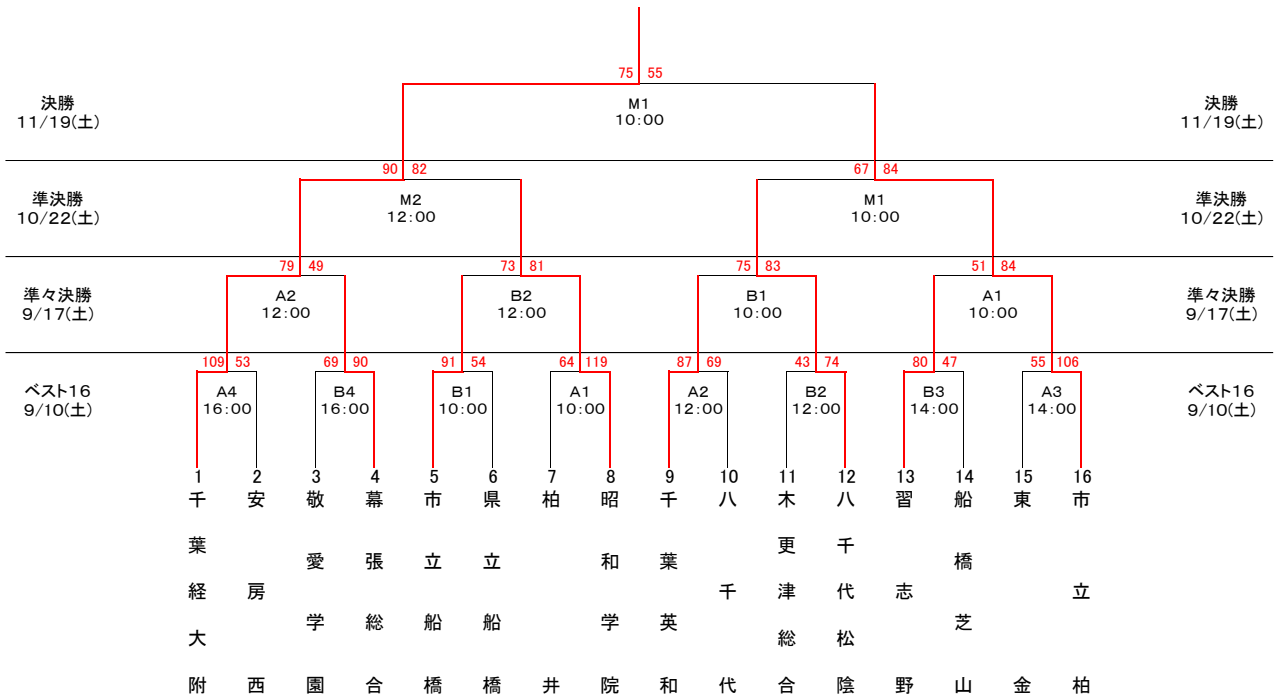 75 55
決勝
11/19(土)
M1
10:00
決勝
11/19(土)
90 82
67 84
準決勝
10/22(土)
M2
12:00
M1
10:00
準決勝
10/22(土)
79 49
73 81
75 83
51 84
準々決勝
9/17(土)
A2
12:00
B2
12:00
B1
10:00
A1
10:00
準々決勝
9/17(土)
109 53
69 90
91 54
64 119
87 69
43 74
80 47
55 106
ベスト16
9/10(土)
A4
16:00
B4
16:00
B1
10:00
A1
10:00
A2
12:00
B2
12:00
B3
14:00
A3
14:00
ベスト16
9/10(土)
1
千葉経大附
2
安房西
3
敬愛学園
4
幕張総合
5
市立船橋
6
県立船橋
7
柏井
8
昭和学院
9
千葉英和
10
八千代
11
木更津総合
12
八千代松陰
13
習志野
14
船橋芝山
15
東金
16
市立柏